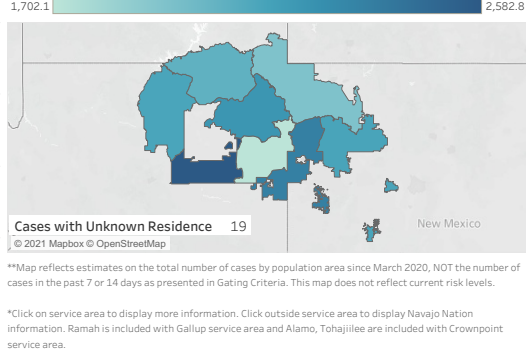 1,702.1 2,582.8
New Mexico
Cases with Unknown Residence 19
© 2021 Mapbox © OpenStreetMap
**Map reflects estimates on the total number of cases by population area since March 2020, NOT the number of
cases in the past 7 or 14 days as presented in Gating Criteria. This map does not reflect current risk levels.
*Click on service area to display more information. Click outside service area to display Navajo Nation
information. Ramah is included with Gallup service area and Alamo, Tohajiilee are included with Crownpoint
service area.